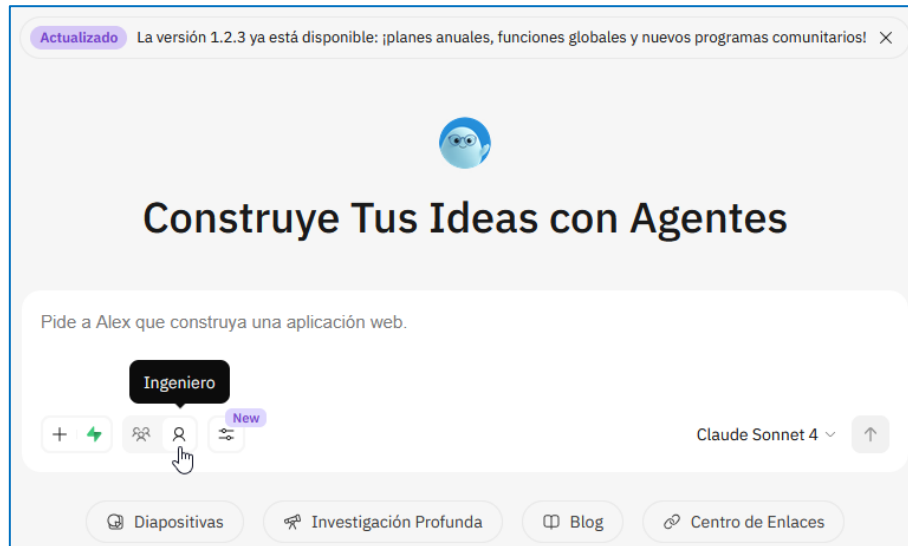 Actualizado La versión 1.2.3 ya está disponible: ¡planes anuales, funciones globales y nuevos programas comunitarios!
Construye Tus Ideas con Agentes
Pide a Alex que construya una aplicación web.
Ingeniero
New
Claude Sonnet 4
Diapositivas Investigación Profunda Blog Centro de Enlaces